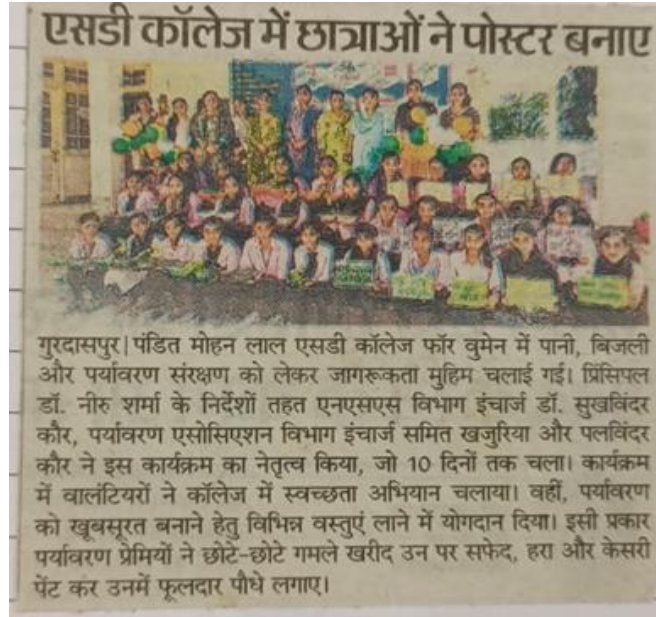 एसडी कॉलेज में छात्राओं ने पोस्टर बनाए
गुरदासपुर|पंडित मोहन लाल एसडी कॉलेज फॉर वुमेन में पानी, बिजली
और पर्यावरण संरक्षण को लेकर जागरूकता मुहिम चलाई गई। प्रिंसिपल
डॉ. नीरु शर्मा के निर्देशों तहत एनएसएस विभाग इंचार्ज डॉ. सुखविंदर
कौर, पर्यावरण एसोसिएशन विभाग इंचार्ज समित खजुरिया और पलविंदर
कौर ने इस कार्यक्रम का नेतृत्व किया, जो 10 दिनों तक चला। कार्यक्रम
में वालंटियरों ने कॉलेज में स्वच्छता अभियान चलाया। वहीं, पर्यावरण
को खूबसूरत बनाने हेतु विभिन्न वस्तुएं लाने में योगदान दिया। इसी प्रकार
पर्यावरण प्रेमियों ने छोटे-छोटे गमले खरीद उन पर सफेद, हरा और केसरी
पेंट कर उनमें फूलदार पौधे लगाए।